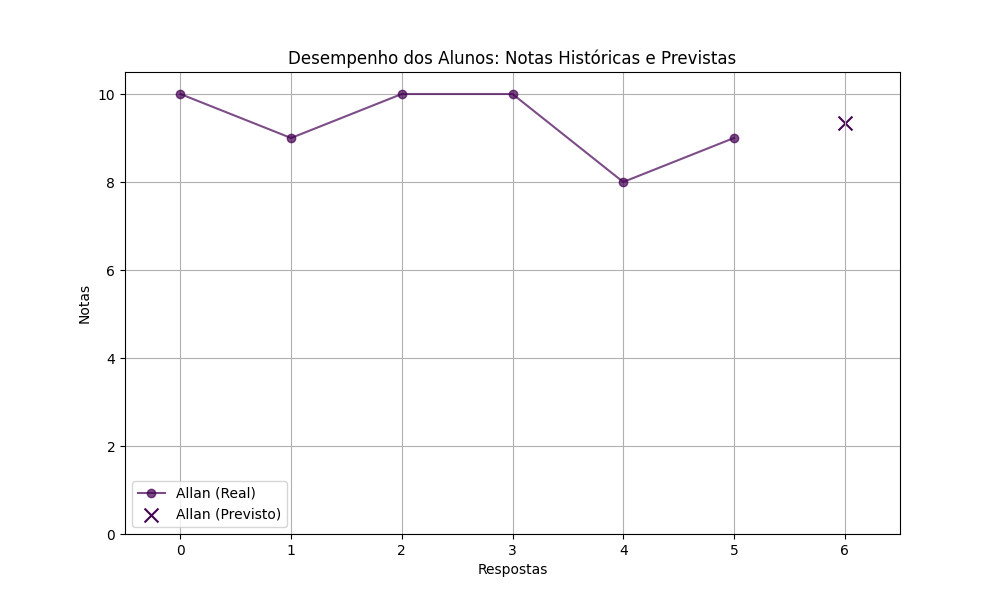 Desempenho dos Alunos: Notas Históricas e Previstas
10
8
6
4
2
0
Notas
Allan (Real)
Allan (Previsto)
0 1 2 3 4 5 6
Respostas